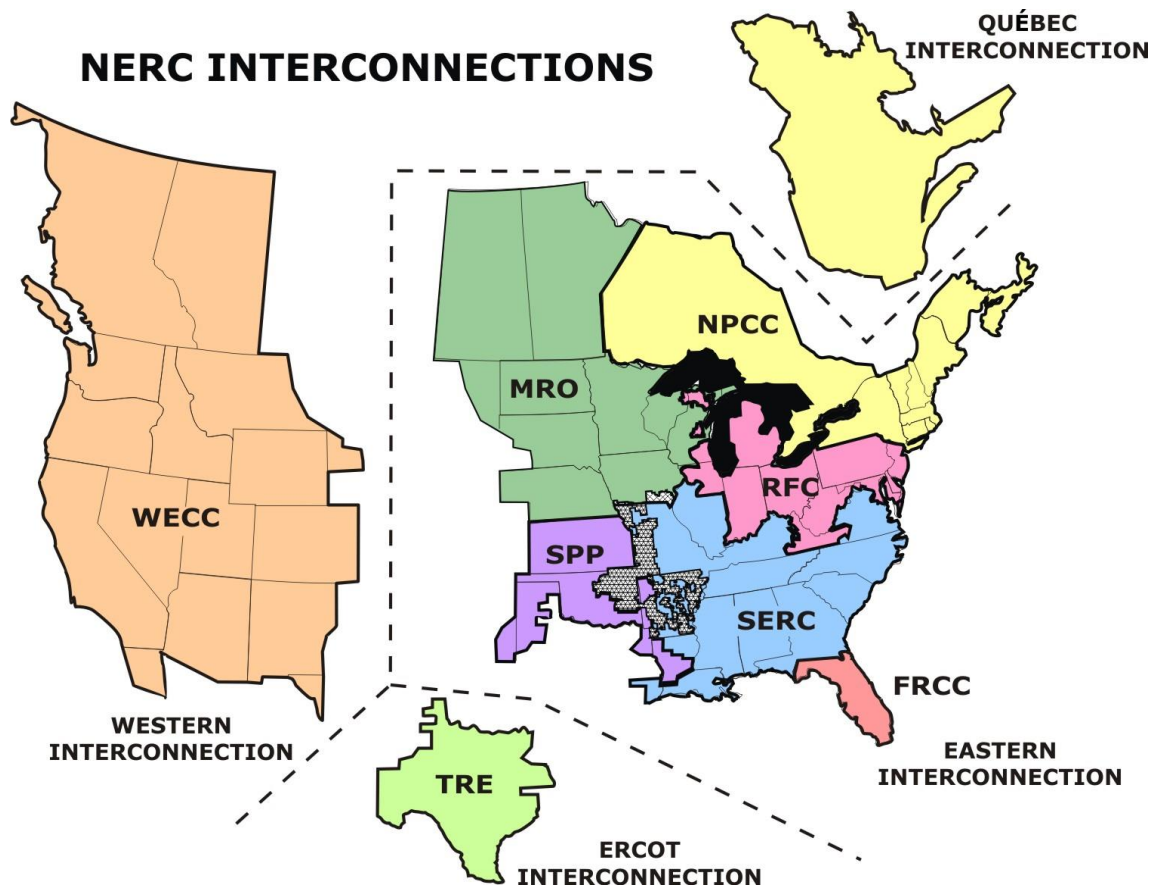 QUÉBEC
INTERCONNECTION
NERC INTERCONNECTIONS
NPCC
MRO
RFC
WECC
SPP
SERC
FRCC
WESTERN
INTERCONNECTION
EASTERN
INTERCONNECTION
TRE
ERCOT
INTERCONNECTION